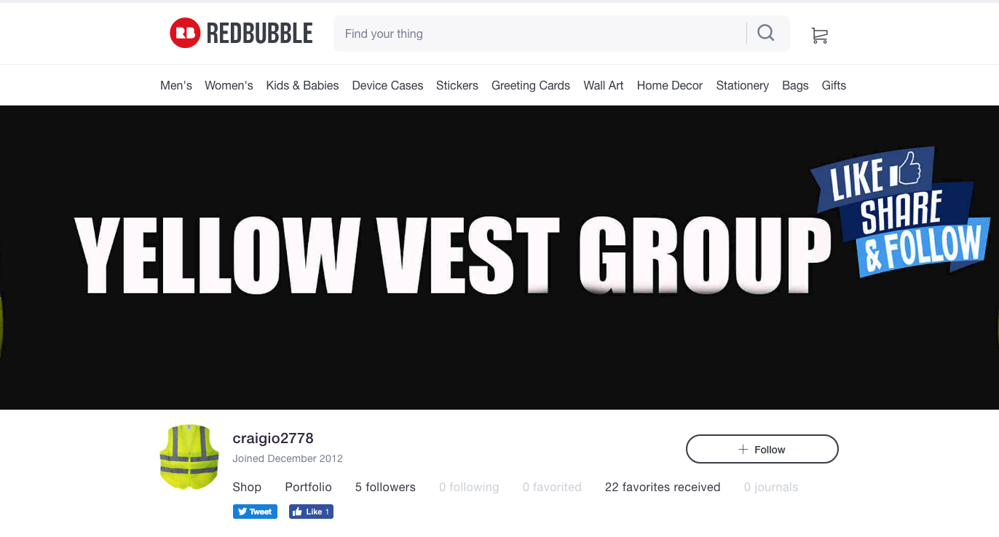 RB REDBUBBLE
Find your thing
Men's Women's Kids & Babies Device Cases Stickers Greeting Cards Wall Art Home Decor Stationery Bags Gifts
YELLOW VEST GROUP
LIKE
SHARE
& FOLLOW
craigio2778
Joined December 2012
+ Follow
Shop Portfolio 5 followers 0 following 0 favorited 22 favorites received 0 journals
Tweet Like 1